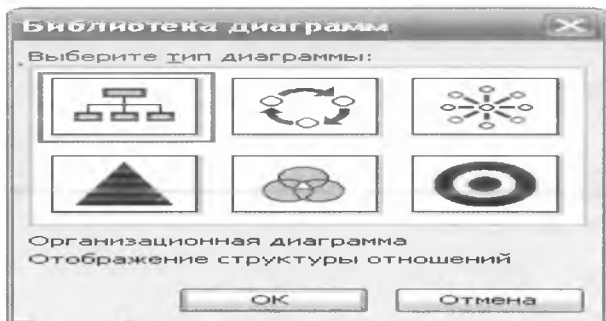 Библиотека диаграмм
Выберите тип диаграммы:
Организационная диаграмма
Отображение структуры отношений
ОК
Отмена